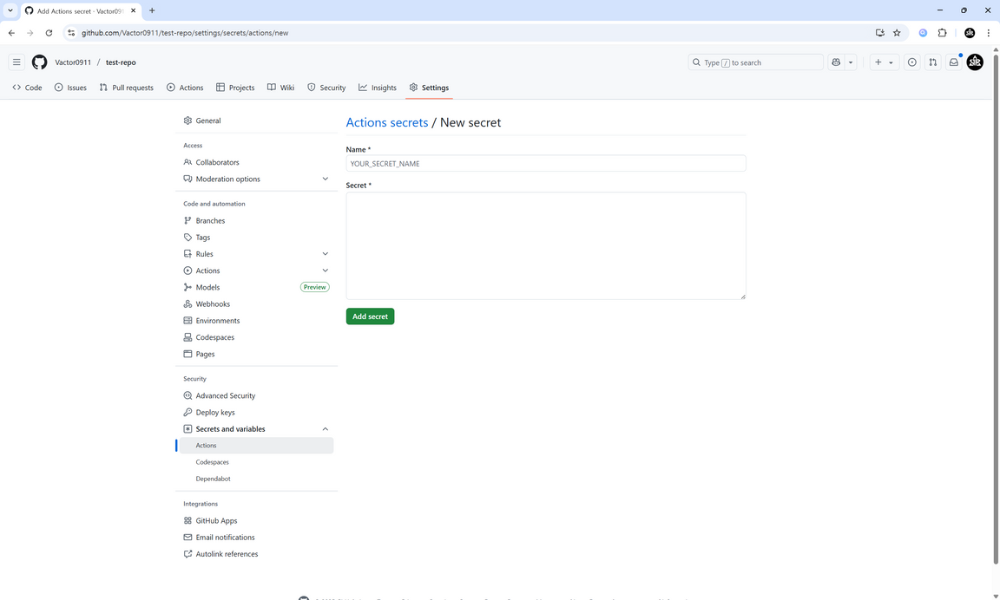 Add Actions secret · Vactor09
github.com/Vactor0911/test-repo/settings/secrets/actions/new
Vactor0911 / test-repo
Type / to search
Code
Issues
Pull requests
Actions
Projects
Wiki
Security
Insights
Settings
General
Access
Collaborators
Moderation options
Code and automation
Branches
Tags
Rules
Actions
Models
Preview
Webhooks
Environments
Codespaces
Pages
Security
Advanced Security
Deploy keys
Secrets and variables
Actions
Codespaces
Dependabot
Integrations
GitHub Apps
Email notifications
Autolink references
Actions secrets / New secret
Name *
YOUR_SECRET_NAME
Secret *
Add secret